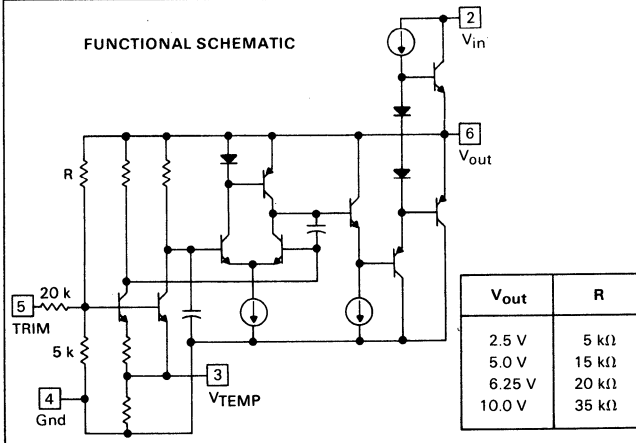 FUNCTIONAL SCHEMATIC
2
Vin
6
Vout
R
5
20 k
TRIM
5 k
3
VTEMP
4
Gnd
Vout R
2.5 V 5 kΩ
5.0 V 15 kΩ
6.25 V 20 kΩ
10.0 V 35 kΩ